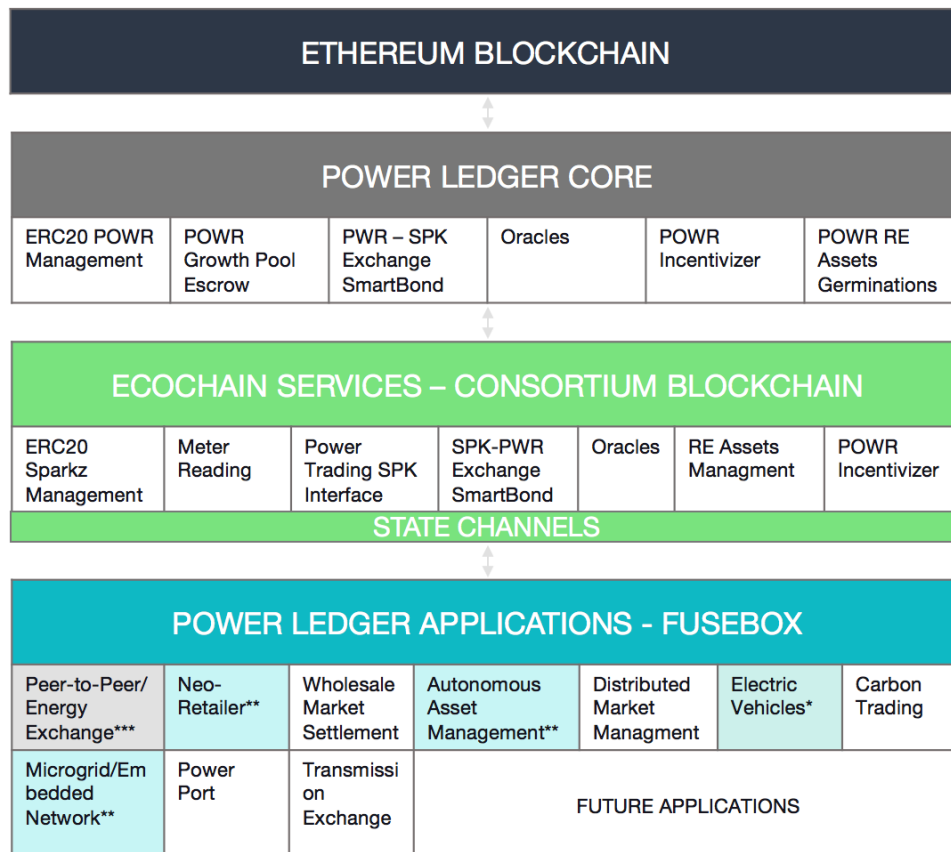 ETHEREUM BLOCKCHAIN
POWER LEDGER CORE
ERC20 POWR
Management
POWR
Growth Pool
Escrow
PWR – SPK
Exchange
SmartBond
Oracles
POWR
Incentivizer
POWR RE
Assets
Germinations
ECOCHAIN SERVICES – CONSORTIUM BLOCKCHAIN
ERC20
Sparkz
Management
Meter
Reading
Power
Trading SPK
Interface
SPK-PWR
Exchange
SmartBond
Oracles
RE Assets
Managment
POWR
Incentivizer
STATE CHANNELS
POWER LEDGER APPLICATIONS - FUSEBOX
Peer-to-Peer/
Energy
Exchange***
Neo-
Retailer**
Wholesale
Market
Settlement
Autonomous
Asset
Management**
Distributed
Market
Managment
Electric
Vehicles*
Carbon
Trading
Microgrid/Em
bedded
Network**
Power
Port
Transmissi
on
Exchange
FUTURE APPLICATIONS